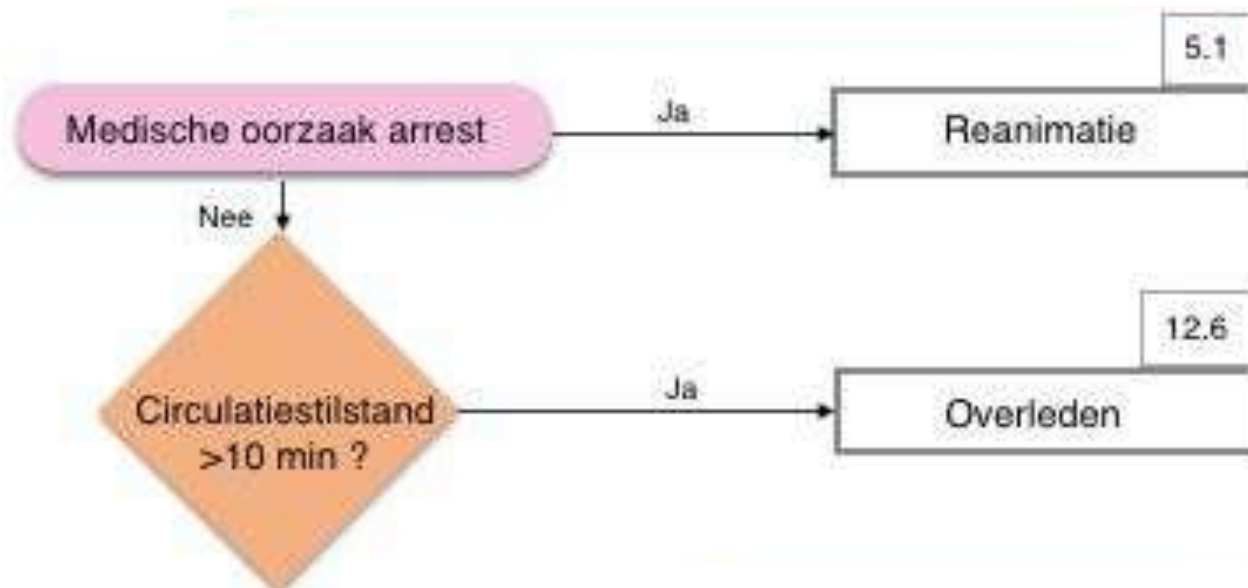 5.1
Medische oorzaak arrest
Ja
Reanimatie
Nee
12.6
Circulatiestilstand
>10 min ?
Ja
Overleden